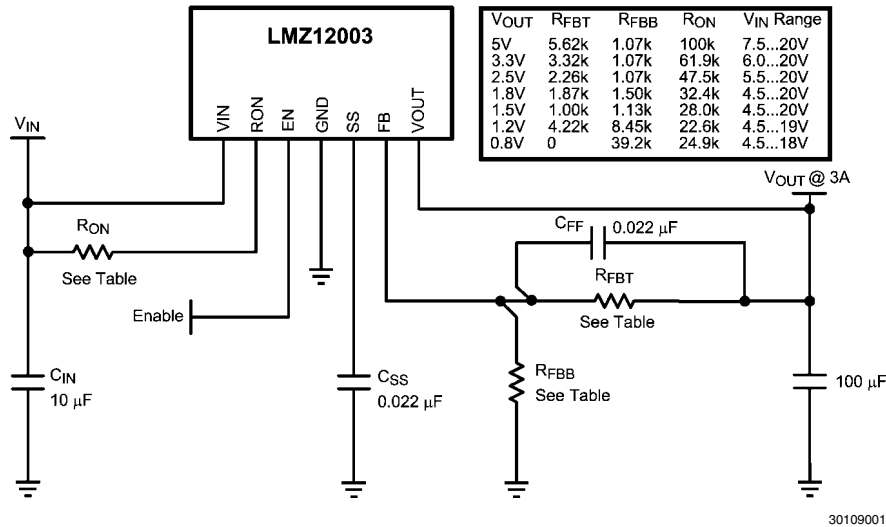 LMZ12003
VIN
RON
EN
GND
SS
FB
VOUT
VOUT RFBT RFBB RON VIN Range
5V 5.62k 1.07k 100k 7.5...20V
3.3V 3.32k 1.07k 61.9k 6.0...20V
2.5V 2.26k 1.07k 47.5k 5.5...20V
1.8V 1.87k 1.50k 32.4k 4.5...20V
1.5V 1.00k 1.13k 28.0k 4.5...20V
1.2V 4.22k 8.45k 22.6k 4.5...19V
0.8V 0 39.2k 24.9k 4.5...18V
VIN
VOUT @ 3A
RON
See Table
CFF 0.022 µF
RFBT
See Table
Enable
CIN
10 µF
CSS
0.022 µF
RFBB
See Table
100 µF
30109001